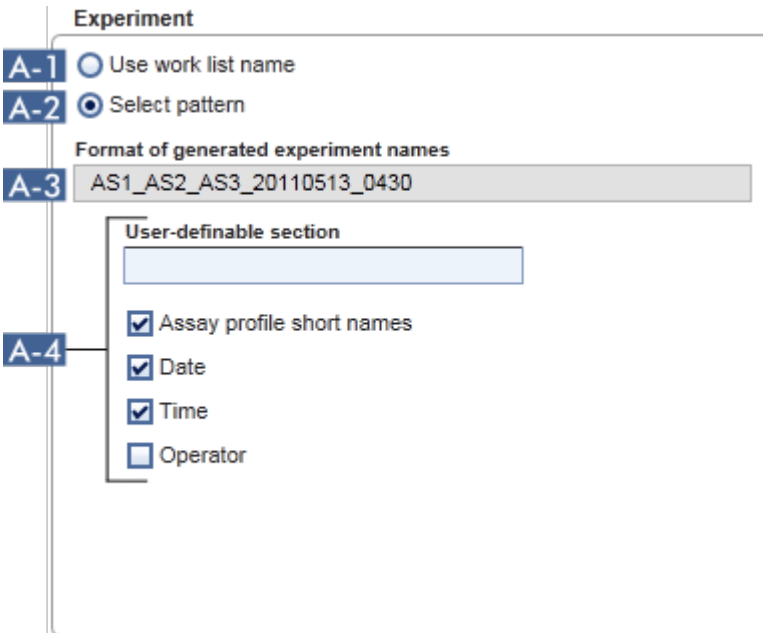 Experiment
A-1 Use work list name
A-2 Select pattern
Format of generated experiment names
A-3 AS1_AS2_AS3_20110513_0430
User-definable section
Assay profile short names
A-4
Date
Time
Operator